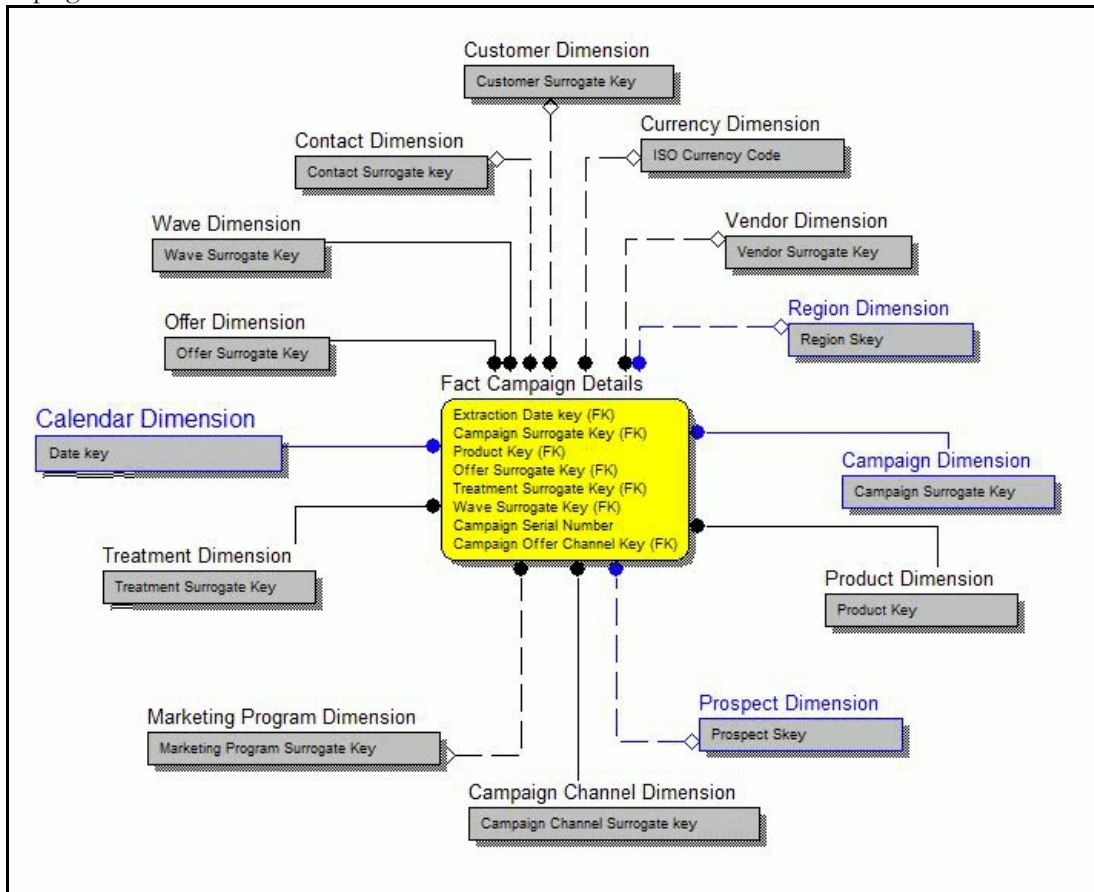 Customer Dimension
Customer Surrogate Key
Currency Dimension
ISO Currency Code
Contact Dimension
Contact Surrogate key
Wave Dimension
Wave Surrogate Key
Vendor Dimension
Vendor Surrogate Key
Offer Dimension
Offer Surrogate Key
Region Dimension
Region Skey
Fact Campaign Details
Extraction Date key (FK)
Campaign Surrogate Key (FK)
Product Key (FK)
Offer Surrogate Key (FK)
Treatment Surrogate Key (FK)
Wave Surrogate Key (FK)
Campaign Serial Number
Campaign Offer Channel Key (FK)
Calendar Dimension
Date key
Campaign Dimension
Campaign Surrogate Key
Treatment Dimension
Treatment Surrogate Key
Product Dimension
Product Key
Marketing Program Dimension
Marketing Program Surrogate Key
Prospect Dimension
Prospect Skey
Campaign Channel Dimension
Campaign Channel Surrogate key